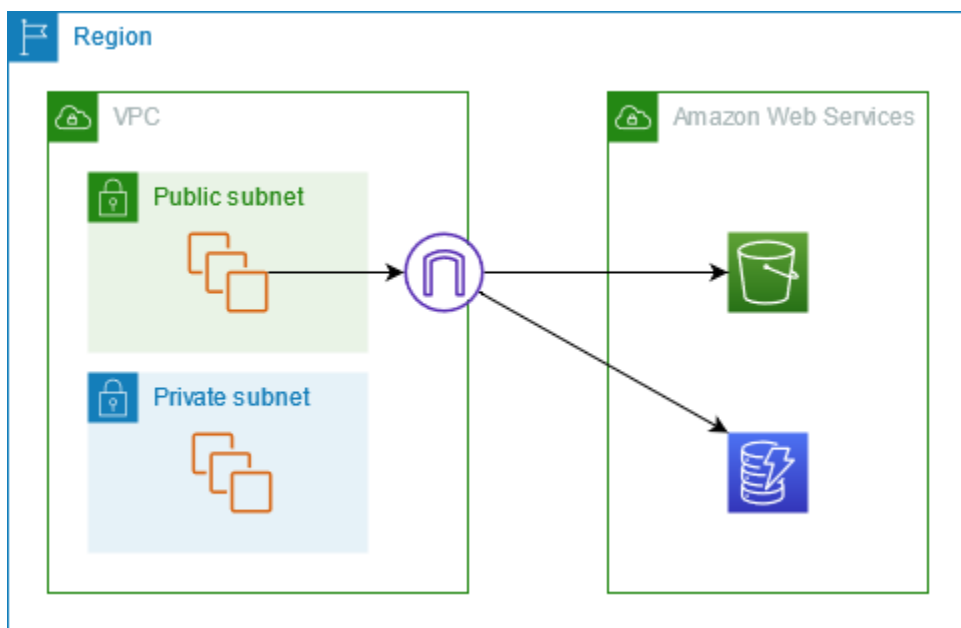 Region
VPC
Amazon Web Services
Public subnet
Private subnet